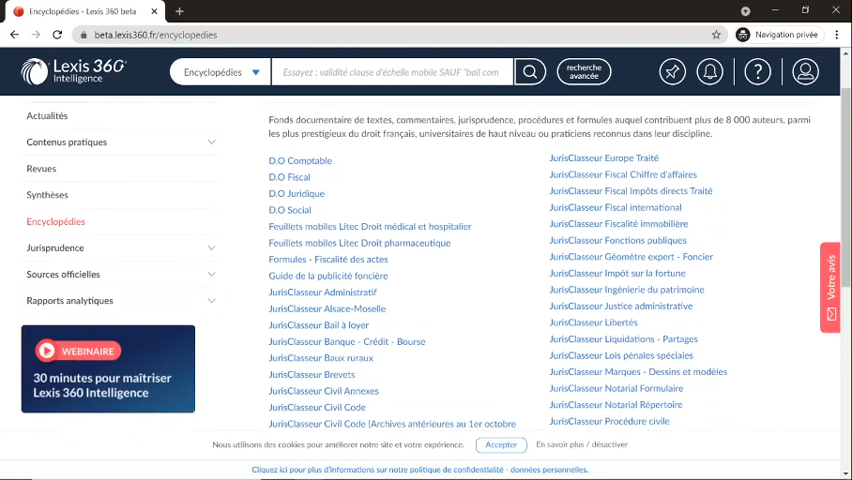 Encyclopédies - Lexis 360 beta
beta.lexis360.fr/encyclopedies
Navigation privée
Lexis 360
Intelligence
Encyclopédies
Essayez : validité clause d'échelle mobile SAUF "bail com
recherche
avancée
Actualités
Contenus pratiques
Revues
Synthèses
Encyclopédies
Jurisprudence
Sources officielles
Rapports analytiques
WEBINAIRE
30 minutes pour maîtriser
Lexis 360 Intelligence
Fonds documentaire de textes, commentaires, jurisprudence, procédures et formules auquel contribuent plus de 8 000 auteurs, parmi
les plus prestigieux du droit français, universitaires de haut niveau ou praticiens reconnus dans leur discipline.
D.O Comptable
D.O Fiscal
D.O Juridique
D.O Social
Feuillets mobiles Litec Droit médical et hospitalier
Feuillets mobiles Litec Droit pharmaceutique
Formules - Fiscalité des actes
Guide de la publicité foncière
JurisClasseur Administratif
JurisClasseur Alsace-Moselle
JurisClasseur Bail à loyer
JurisClasseur Banque - Crédit - Bourse
JurisClasseur Baux ruraux
JurisClasseur Brevets
JurisClasseur Civil Annexes
JurisClasseur Civil Code
JurisClasseur Civil Code (Archives antérieures au 1er octobre
JurisClasseur Europe Traité
JurisClasseur Fiscal Chiffre d'affaires
JurisClasseur Fiscal Impôts directs Traité
JurisClasseur Fiscal international
JurisClasseur Fiscalité immobilière
JurisClasseur Fonctions publiques
JurisClasseur Géomètre expert - Foncier
JurisClasseur Impôt sur la fortune
JurisClasseur Ingénierie du patrimoine
JurisClasseur Justice administrative
JurisClasseur Libertés
JurisClasseur Liquidations - Partages
JurisClasseur Lois pénales spéciales
JurisClasseur Marques - Dessins et modèles
JurisClasseur Notarial Formulaire
JurisClasseur Notarial Répertoire
JurisClasseur Procédure civile
Votre avis
Nous utilisons des cookies pour améliorer notre site et votre expérience.
Accepter
En savoir plus / désactiver
Cliquez ici pour plus d'informations sur notre politique de confidentialité - données personnelles.